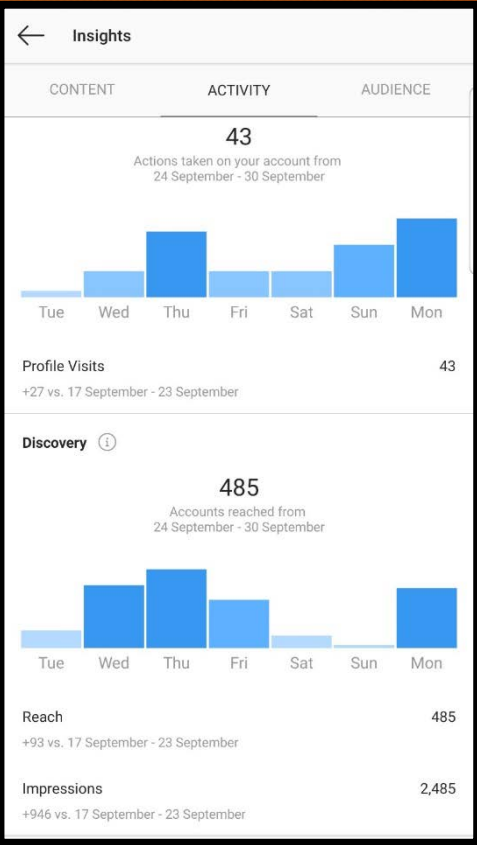 Insights
CONTENT ACTIVITY AUDIENCE
43
Actions taken on your account from
24 September - 30 September
Tue Wed Thu Fri Sat Sun Mon
Profile Visits 43
+27 vs. 17 September - 23 September
Discovery
485
Accounts reached from
24 September - 30 September
Tue Wed Thu Fri Sat Sun Mon
Reach 485
+93 vs. 17 September - 23 September
Impressions 2,485
+946 vs. 17 September - 23 September